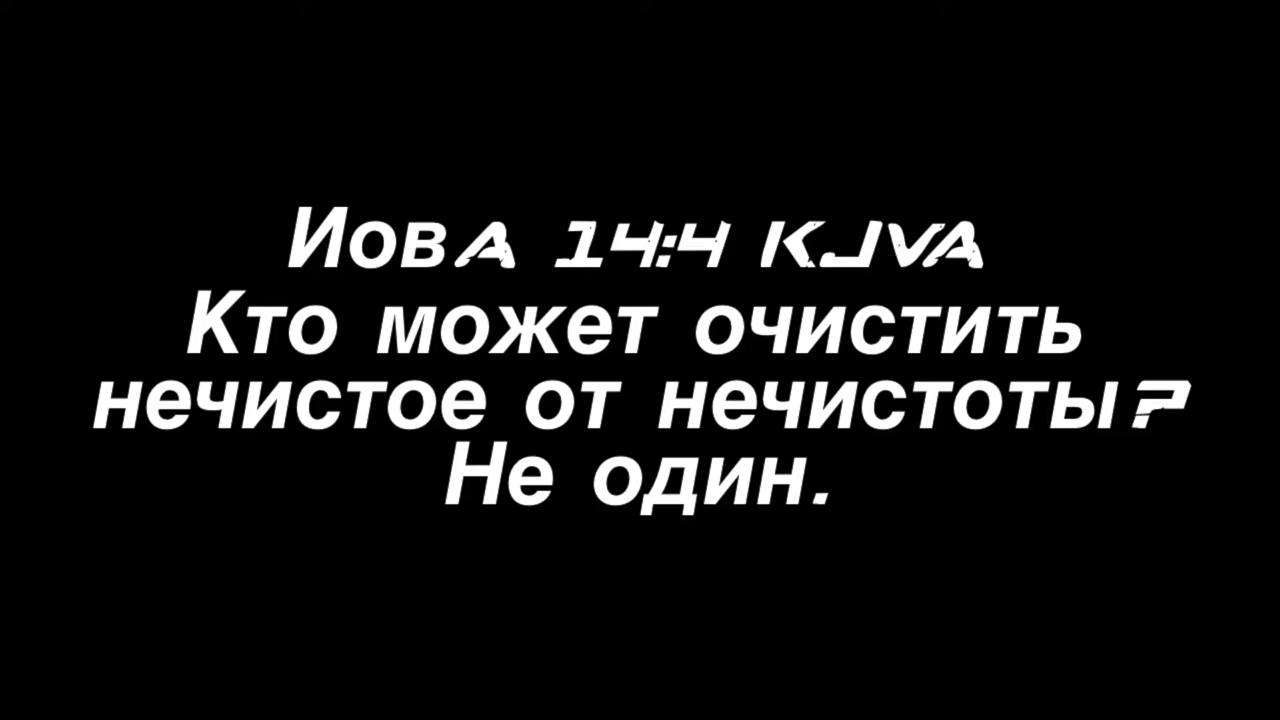 Иова 14:4 KJVA
Кто может очистить
нечистое от нечистоты?
Не один.